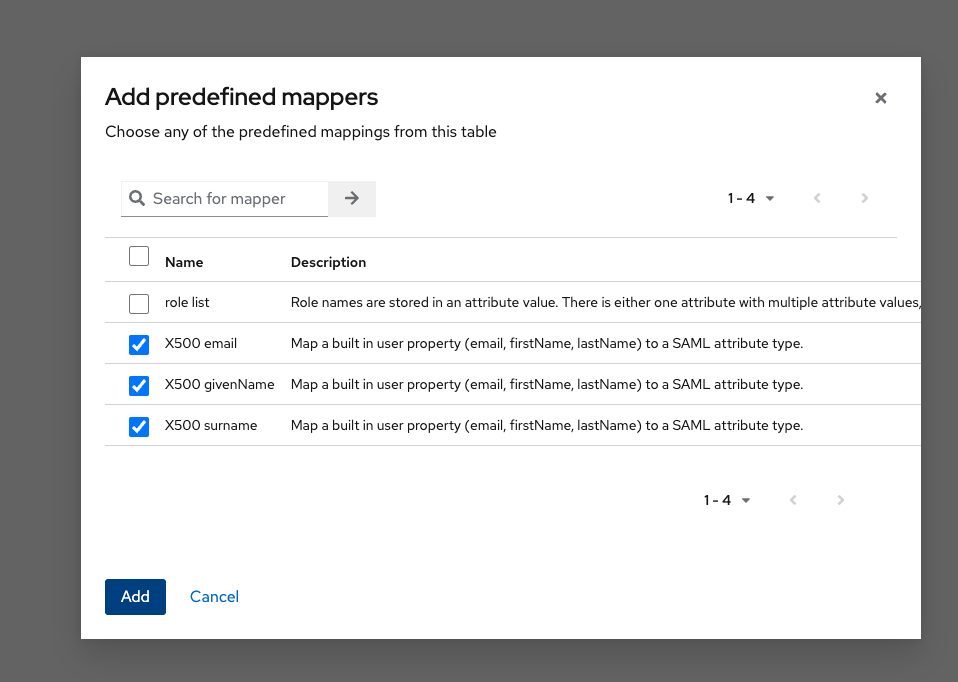 Add predefined mappers
Choose any of the predefined mappings from this table
Search for mapper
1 - 4
Name Description
role list Role names are stored in an attribute value. There is either one attribute with multiple attribute values,
X500 email Map a built in user property (email, firstName, lastName) to a SAML attribute type.
X500 givenName Map a built in user property (email, firstName, lastName) to a SAML attribute type.
X500 surname Map a built in user property (email, firstName, lastName) to a SAML attribute type.
1 - 4
Add Cancel